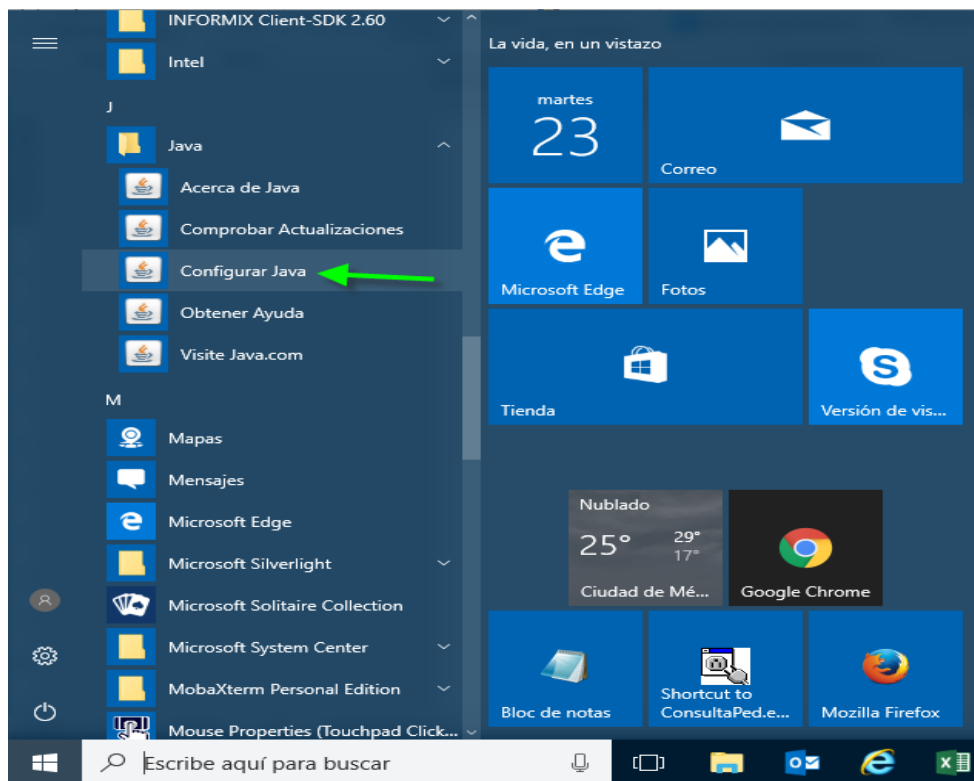 INFORMIX Client-SDK 2.60
Intel
J
Java
Acerca de Java
Comprobar Actualizaciones
Configurar Java
Obtener Ayuda
Visite Java.com
M
Mapas
Mensajes
Microsoft Edge
Microsoft Silverlight
Microsoft Solitaire Collection
Microsoft System Center
MobaXterm Personal Edition
Mouse Properties (Touchpad Click...
La vida, en un vistazo
martes
23
Correo
Microsoft Edge
Fotos
Tienda
Versión de vis...
Nublado
25° 29°
17°
Ciudad de Mé...
Google Chrome
Bloc de notas
Shortcut to
ConsultaPed.e...
Mozilla Firefox
Escribe aquí para buscar